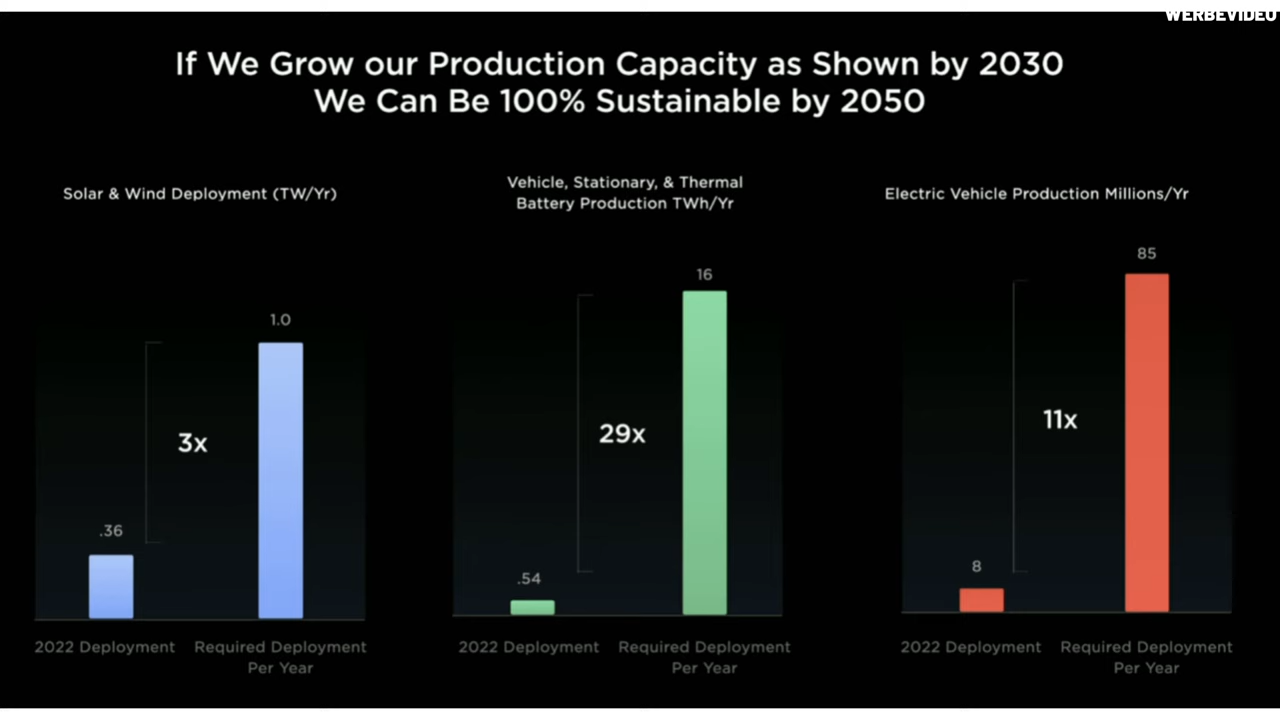 WERBEVIDEO
If We Grow our Production Capacity as Shown by 2030
We Can Be 100% Sustainable by 2050
Solar & Wind Deployment (TW/Yr)
1.0
3x
.36
2022 Deployment
Required Deployment
Per Year
Vehicle, Stationary, & Thermal
Battery Production TWh/Yr
16
29x
.54
2022 Deployment
Required Deployment
Per Year
Electric Vehicle Production Millions/Yr
85
11x
8
2022 Deployment
Required Deployment
Per Year